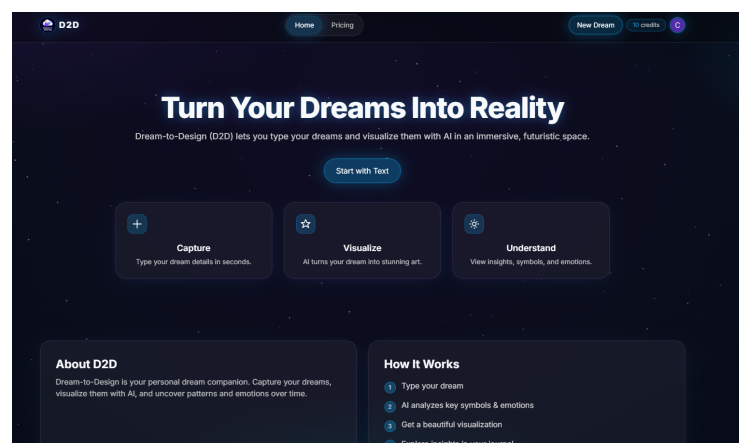 D2D
Home
Pricing
New Dream
10 credits
C
Turn Your Dreams Into Reality
Dream-to-Design (D2D) lets you type your dreams and visualize them with AI in an immersive, futuristic space.
Start with Text
Capture
Type your dream details in seconds.
Visualize
AI turns your dream into stunning art.
Understand
View insights, symbols, and emotions.
About D2D
Dream-to-Design is your personal dream companion. Capture your dreams,
visualize them with AI, and uncover patterns and emotions over time.
How It Works
1 Type your dream
2 AI analyzes key symbols & emotions
3 Get a beautiful visualization
Explore insights in your journal